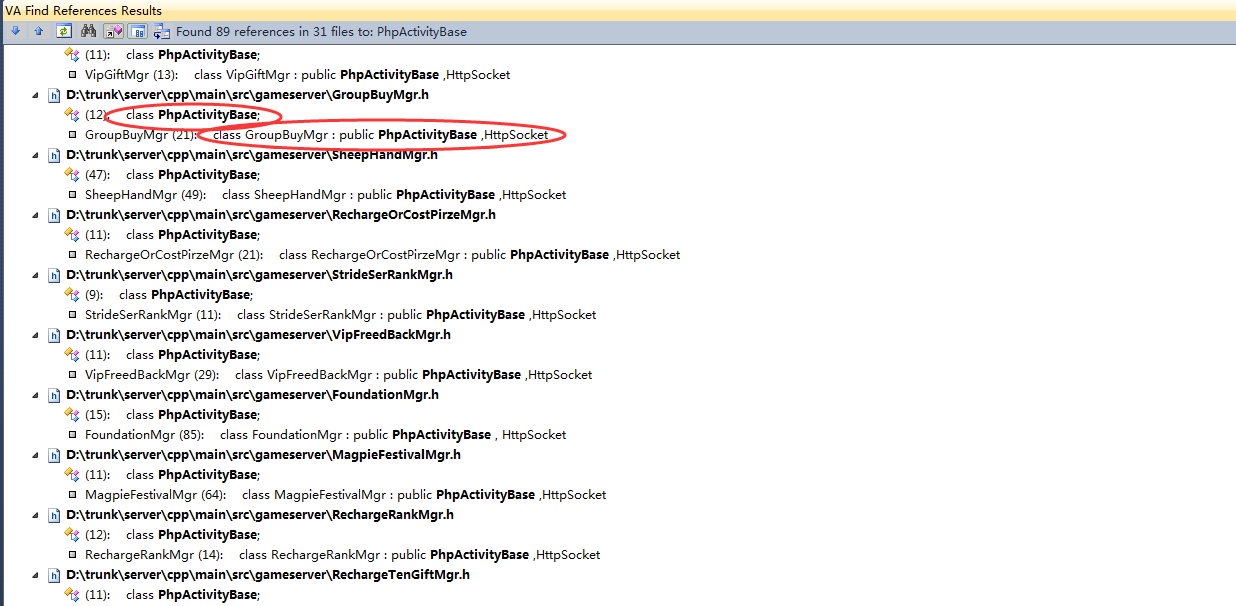 VA Find References Results
Found 89 references in 31 files to: PhpActivityBase
(11): class PhpActivityBase;
VipGiftMgr (13): class VipGiftMgr : public PhpActivityBase ,HttpSocket
D:\trunk\server\cpp\main\src\gameserver\GroupBuyMgr.h
(12): class PhpActivityBase;
GroupBuyMgr (21): class GroupBuyMgr : public PhpActivityBase ,HttpSocket
D:\trunk\server\cpp\main\src\gameserver\SheepHandMgr.h
(47): class PhpActivityBase;
SheepHandMgr (49): class SheepHandMgr : public PhpActivityBase ,HttpSocket
D:\trunk\server\cpp\main\src\gameserver\RechargeOrCostPirzeMgr.h
(11): class PhpActivityBase;
RechargeOrCostPirzeMgr (21): class RechargeOrCostPirzeMgr : public PhpActivityBase ,HttpSocket
D:\trunk\server\cpp\main\src\gameserver\StrideSerRankMgr.h
(9): class PhpActivityBase;
StrideSerRankMgr (11): class StrideSerRankMgr : public PhpActivityBase ,HttpSocket
D:\trunk\server\cpp\main\src\gameserver\VipFreedBackMgr.h
(11): class PhpActivityBase;
VipFreedBackMgr (29): class VipFreedBackMgr : public PhpActivityBase ,HttpSocket
D:\trunk\server\cpp\main\src\gameserver\FoundationMgr.h
(15): class PhpActivityBase;
FoundationMgr (85): class FoundationMgr : public PhpActivityBase , HttpSocket
D:\trunk\server\cpp\main\src\gameserver\MagpieFestivalMgr.h
(11): class PhpActivityBase;
MagpieFestivalMgr (64): class MagpieFestivalMgr : public PhpActivityBase ,HttpSocket
D:\trunk\server\cpp\main\src\gameserver\RechargeRankMgr.h
(12): class PhpActivityBase;
RechargeRankMgr (14): class RechargeRankMgr : public PhpActivityBase ,HttpSocket
D:\trunk\server\cpp\main\src\gameserver\RechargeTenGiftMgr.h
(11): class PhpActivityBase;